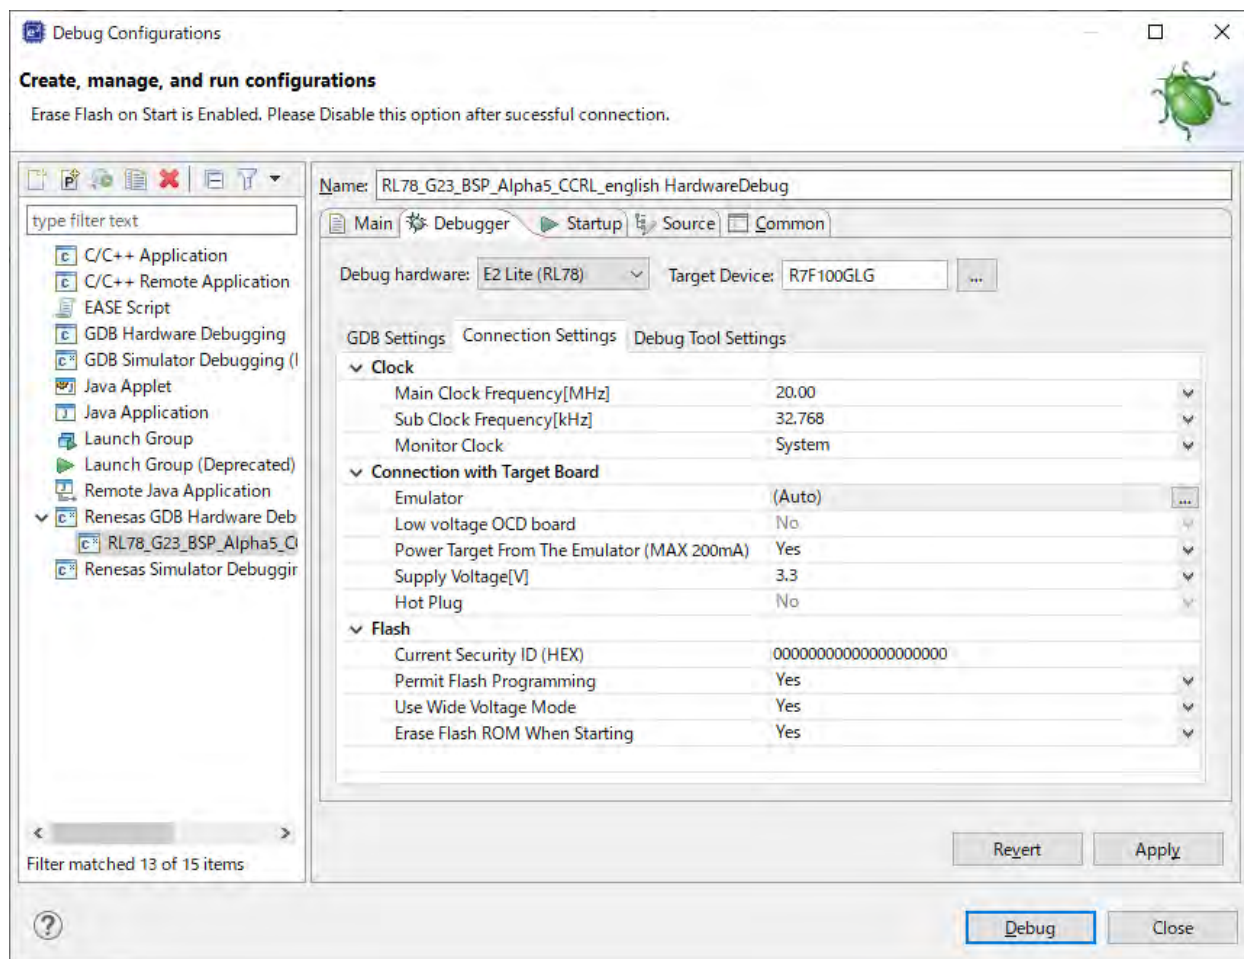 Debug Configurations
Create, manage, and run configurations
Erase Flash on Start is Enabled. Please Disable this option after sucessful connection.
type filter text
C/C++ Application
C/C++ Remote Application
EASE Script
GDB Hardware Debugging
GDB Simulator Debugging (
Java Applet
Java Application
Launch Group
Launch Group (Deprecated)
Remote Java Application
Renesas GDB Hardware Deb
RL78_G23_BSP_Alpha5_C
Renesas Simulator Debuggin
Filter matched 13 of 15 items
Name: RL78_G23_BSP_Alpha5_CCRL_english HardwareDebug
Main Debugger Startup Source Common
Debug hardware: E2 Lite (RL78) Target Device: R7F100GLG ...
GDB Settings Connection Settings Debug Tool Settings
Clock
Main Clock Frequency[MHz] 20.00
Sub Clock Frequency[kHz] 32.768
Monitor Clock System
Connection with Target Board
Emulator (Auto) ...
Low voltage OCD board No
Power Target From The Emulator (MAX 200mA) Yes
Supply Voltage[V] 3.3
Hot Plug No
Flash
Current Security ID (HEX) 00000000000000000000
Permit Flash Programming Yes
Use Wide Voltage Mode Yes
Erase Flash ROM When Starting Yes
Revert Apply
Debug Close